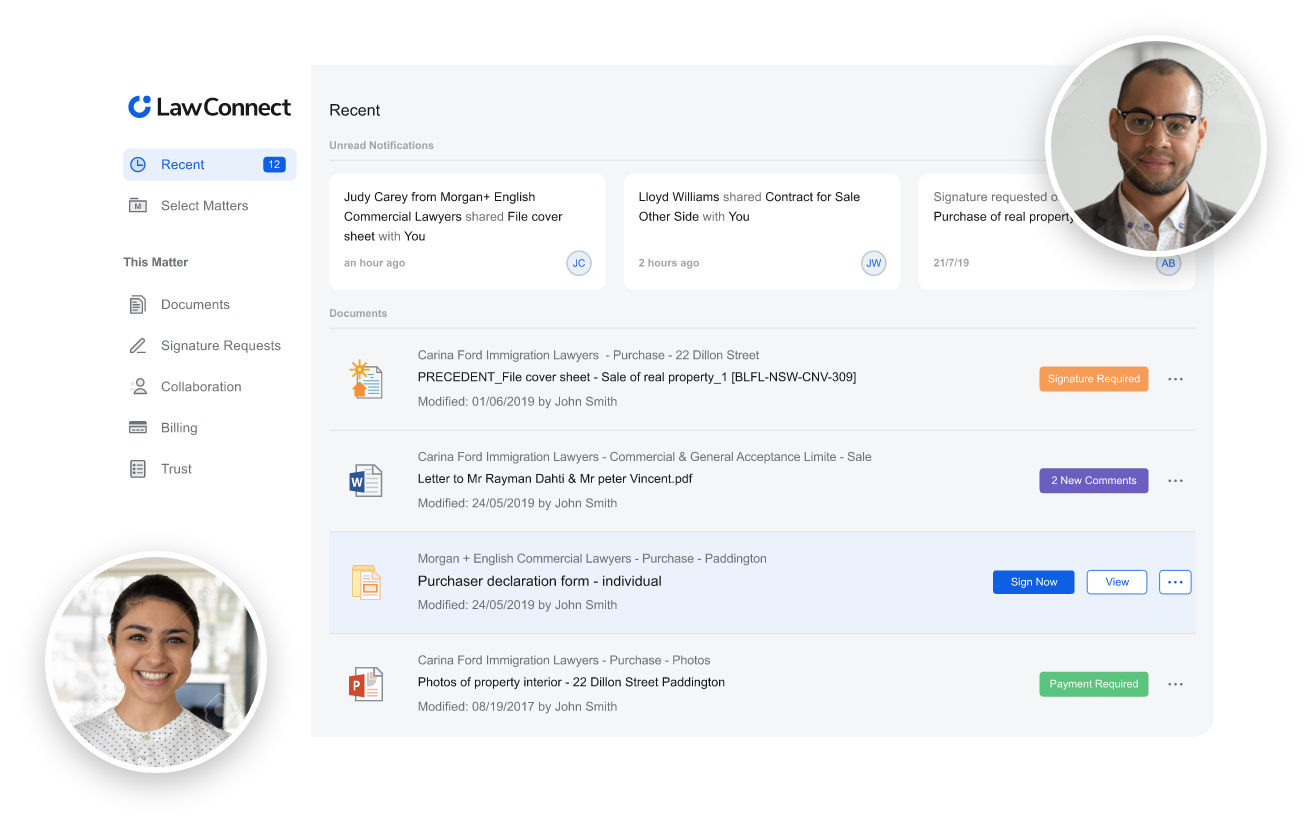 LawConnect
Recent
12
Select Matters
This Matter
Documents
Signature Requests
Collaboration
Billing
Trust
Recent
Unread Notifications
Judy Carey from Morgan+ English
Commercial Lawyers shared File cover
sheet with You
an hour ago
JC
Lloyd Williams shared Contract for Sale
Other Side with You
2 hours ago
JW
Signature requested
Purchase of real property
21/7/19
AB
Documents
Carina Ford Immigration Lawyers - Purchase - 22 Dillon Street
PRECEDENT_File cover sheet - Sale of real property_1 [BLFL-NSW-CNV-309]
Modified: 01/06/2019 by John Smith
Signature Required
Carina Ford Immigration Lawyers - Commercial & General Acceptance Limite - Sale
W
Letter to Mr Rayman Dahti & Mr peter Vincent.pdf
Modified: 24/05/2019 by John Smith
2 New Comments
Morgan + English Commercial Lawyers - Purchase - Paddington
Purchaser declaration form - individual
Modified: 24/05/2019 by John Smith
Sign Now
View
Carina Ford Immigration Lawyers - Purchase - Photos
P
Photos of property interior - 22 Dillon Street Paddington
Modified: 08/19/2017 by John Smith
Payment Required